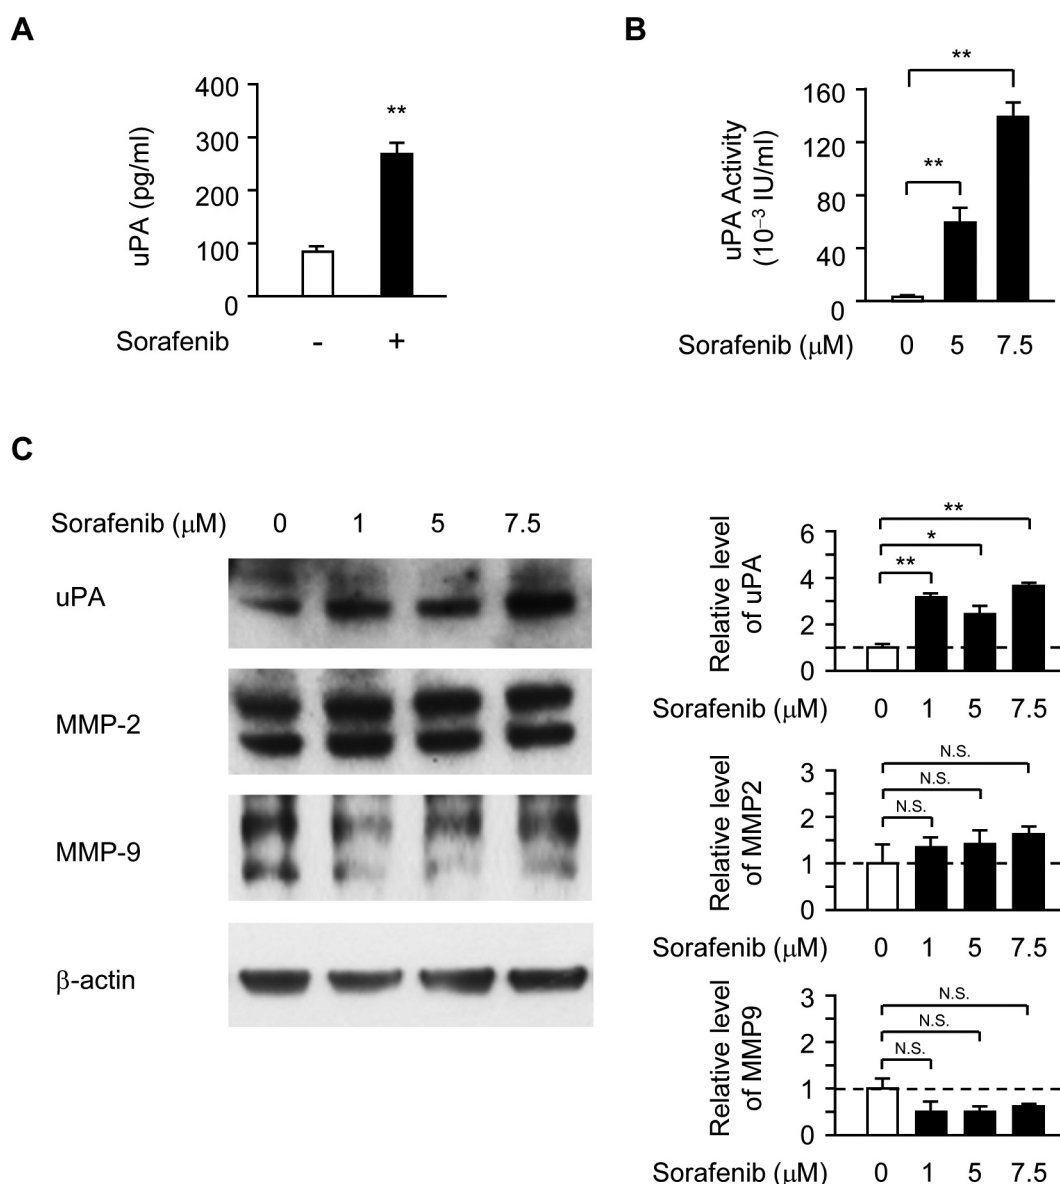 A
uPA (pg/ml)
400
300
200
100
0
**
Sorafenib - +
B
uPA Activity
(10⁻³ IU/ml)
160
120
80
40
0
**
**
Sorafenib (μM) 0 5 7.5
C
Sorafenib (μM) 0 1 5 7.5
uPA
MMP-2
MMP-9
β-actin
Relative level
of uPA
6
4
2
0
**
*
**
Sorafenib (μM) 0 1 5 7.5
Relative level
of MMP2
3
2
1
0
N.S.
N.S.
N.S.
Sorafenib (μM) 0 1 5 7.5
Relative level
of MMP9
3
2
1
0
N.S.
N.S.
N.S.
Sorafenib (μM) 0 1 5 7.5